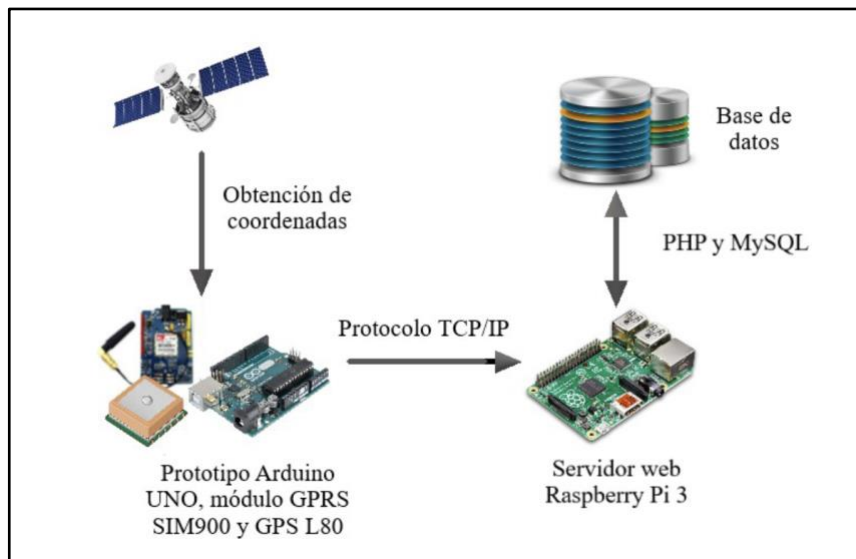 Base de
datos
Obtención de
coordenadas
PHP y MySQL
Protocolo TCP/IP
Prototipo Arduino
UNO, módulo GPRS
SIM900 y GPS L80
Servidor web
Raspberry Pi 3